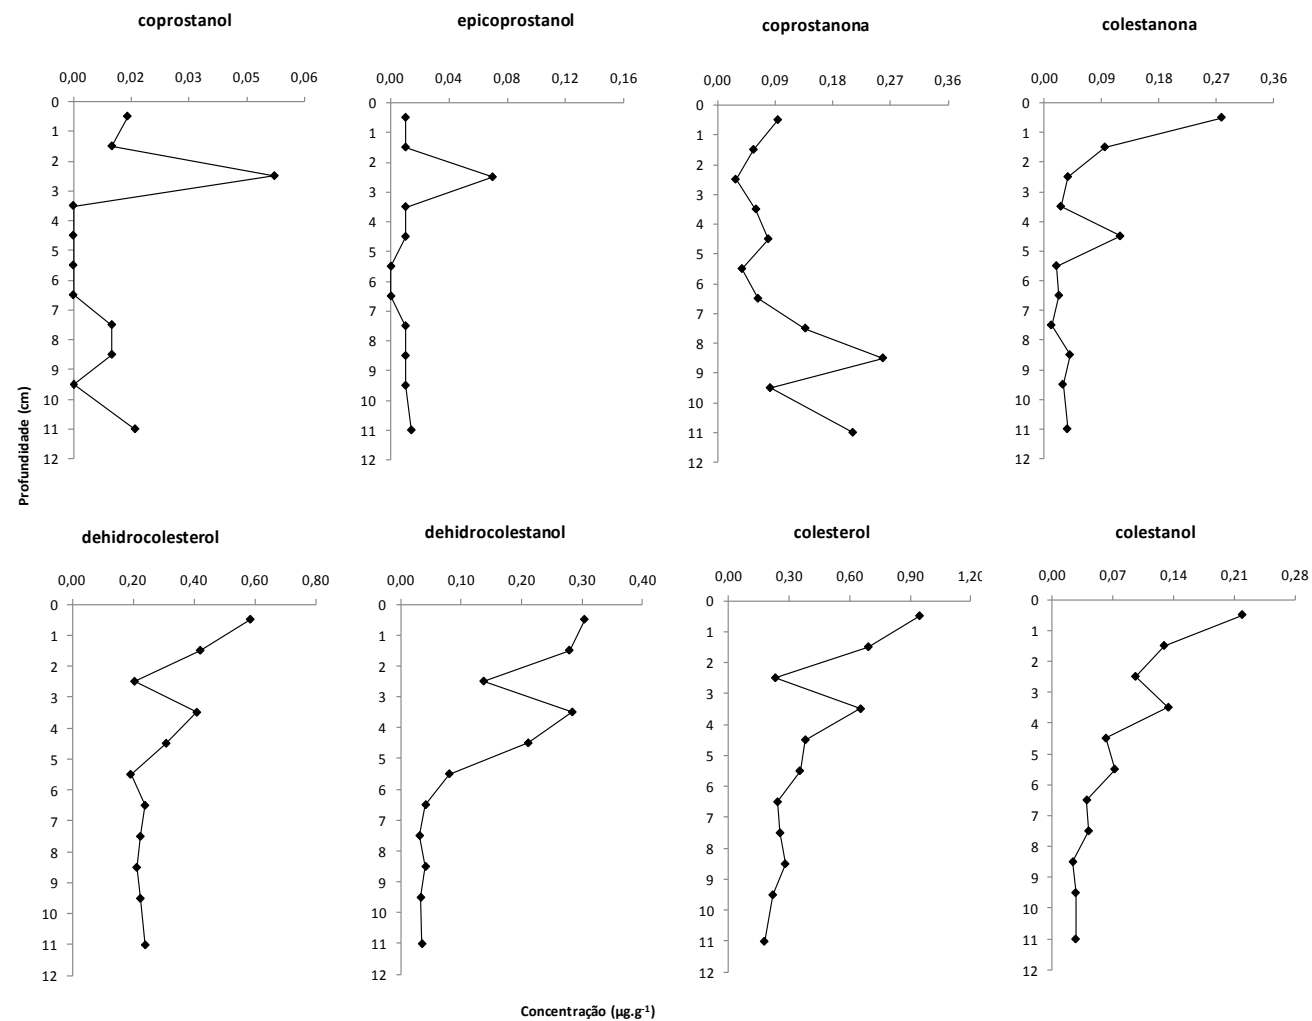 coprostanol
epicoprostanol
coprostanona
colestanona
0,00 0,02 0,03 0,05 0,06
0,00 0,04 0,08 0,12 0,16
0,00 0,09 0,18 0,27 0,36
0,00 0,09 0,18 0,27 0,36
0 0 0 0
1 1 1 1
2 2 2 2
3 3 3 3
4 4 4 4
5 5 5 5
6 6 6 6
7 7 7 7
8 8 8 8
9 9 9 9
10 10 10 10
11 11 11 11
12 12 12 12
Profundidade (cm)
dehidrocolesterol
dehidrocolestanol
colesterol
colestanol
0,00 0,20 0,40 0,60 0,80
0,00 0,10 0,20 0,30 0,40
0,00 0,30 0,60 0,90 1,20
0,00 0,07 0,14 0,21 0,28
0 0 0 0
1 1 1 1
2 2 2 2
3 3 3 3
4 4 4 4
5 5 5 5
6 6 6 6
7 7 7 7
8 8 8 8
9 9 9 9
10 10 10 10
11 11 11 11
12 12 12 12
Concentração (µg.g⁻¹)